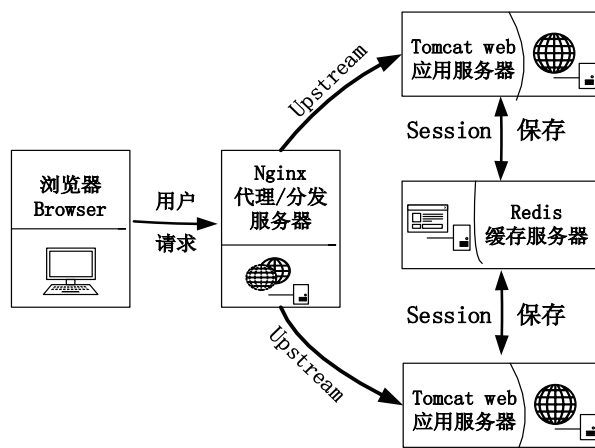 浏览器
Browser
用户
请求
Nginx
代理/分发
服务器
Upstream
Upstream
Tomcat web
应用服务器
Session 保存
Redis
缓存服务器
Session 保存
Tomcat web
应用服务器